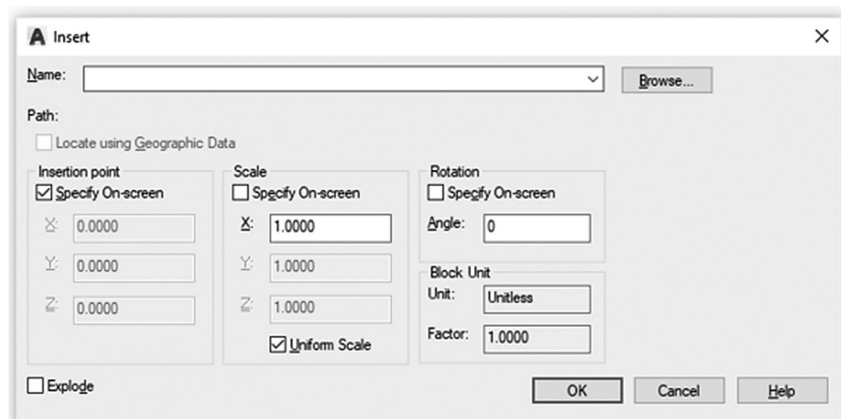 Insert
Name: Browse...
Path:
Locate using Geographic Data
Insertion point Scale Rotation
Specify On-screen Specify On-screen Specify On-screen
X: 0.0000 X: 1.0000 Angle: 0
Y: 0.0000 Y: 1.0000 Block Unit
Unit: Unitless
Z: 0.0000 Z: 1.0000
Factor: 1.0000
Uniform Scale
Explode OK Cancel Help